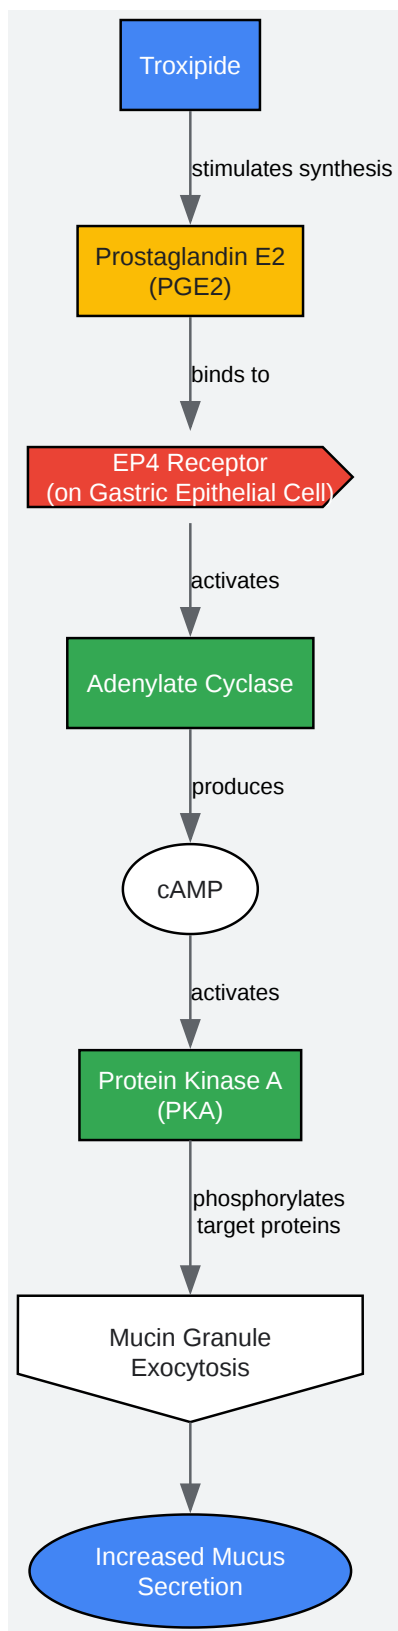 Troxipide
stimulates synthesis
Prostaglandin E2
(PGE2)
binds to
EP4 Receptor
(on Gastric Epithelial Cell)
activates
Adenylate Cyclase
produces
cAMP
activates
Protein Kinase A
(PKA)
phosphorylates
target proteins
Mucin Granule
Exocytosis
Increased Mucus
Secretion